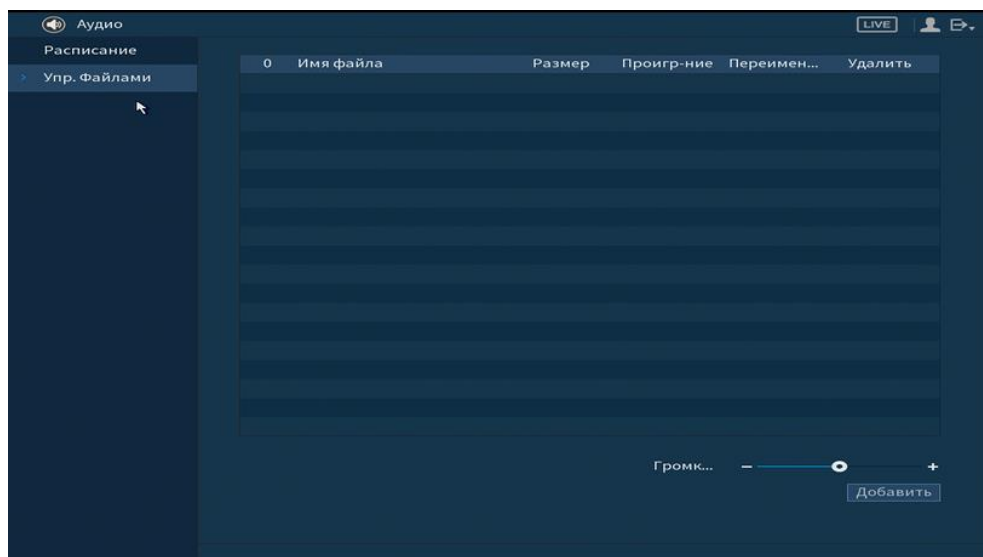 Аудио
LIVE
Расписание
Упр. Файлами
0 Имя файла Размер Проигр-ние Переимен... Удалить
Громк... - +
Добавить